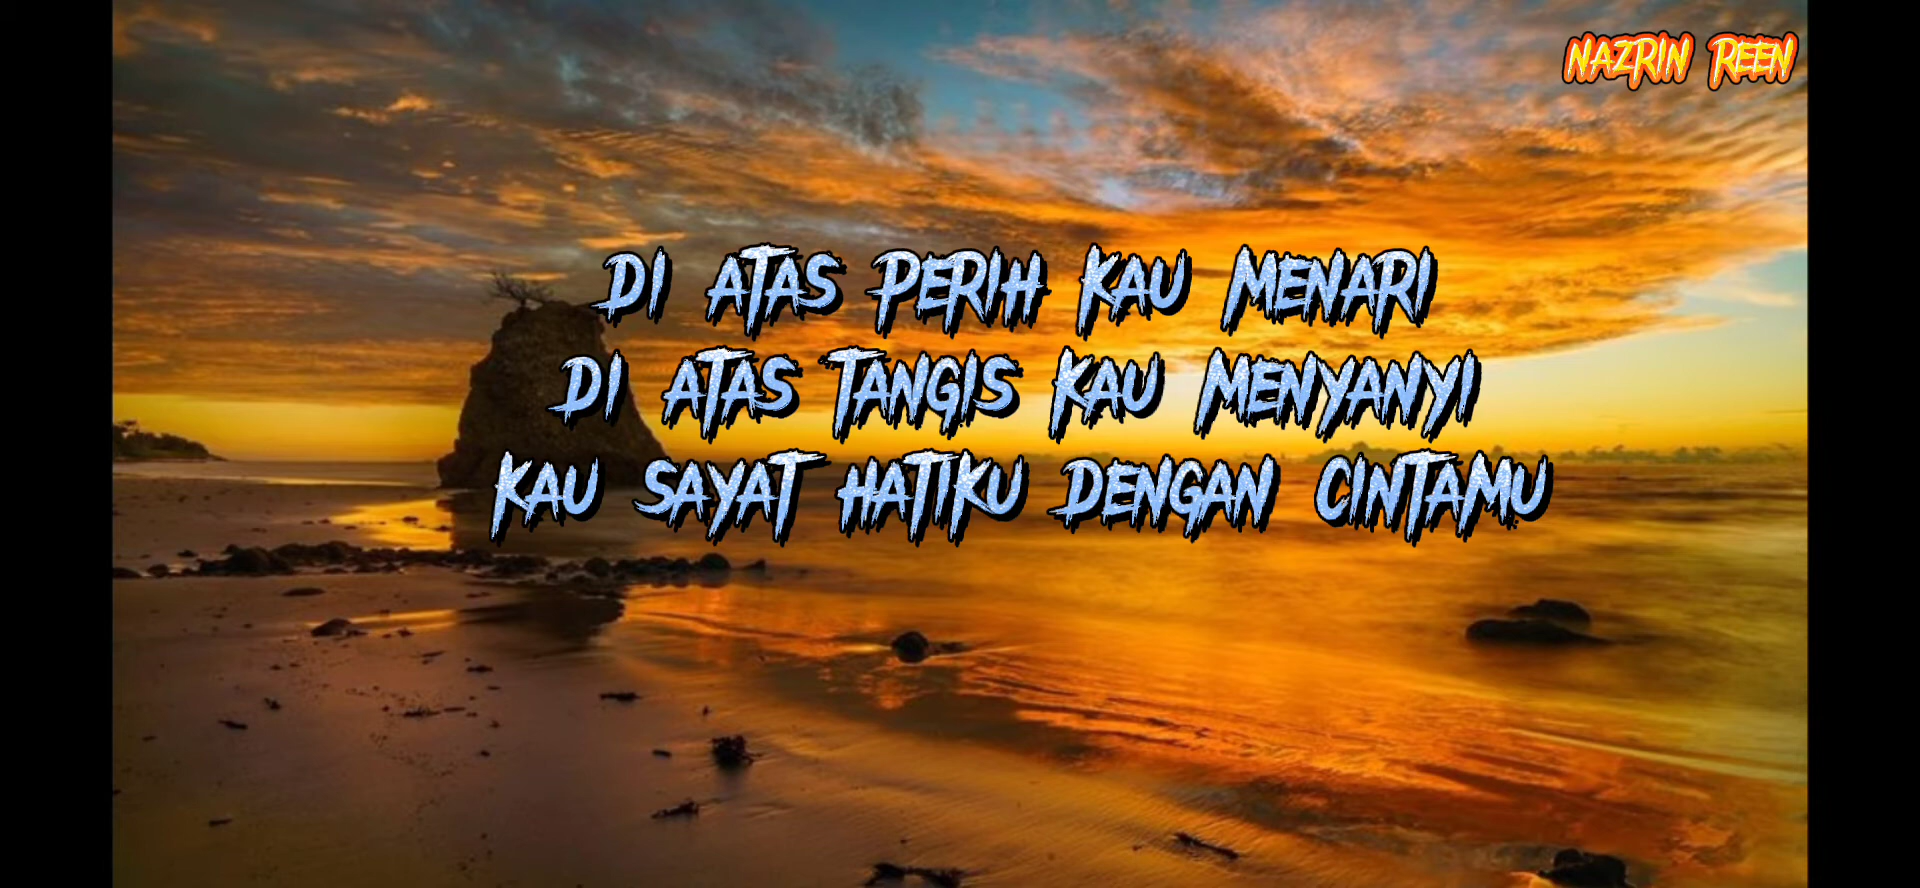 NAZRIN REEN
DI ATAS PERIH KAU MENARI
DI ATAS TANGIS KAU MENYANYI
KAU SAYAT HATIKU DENGAN CINTAMU